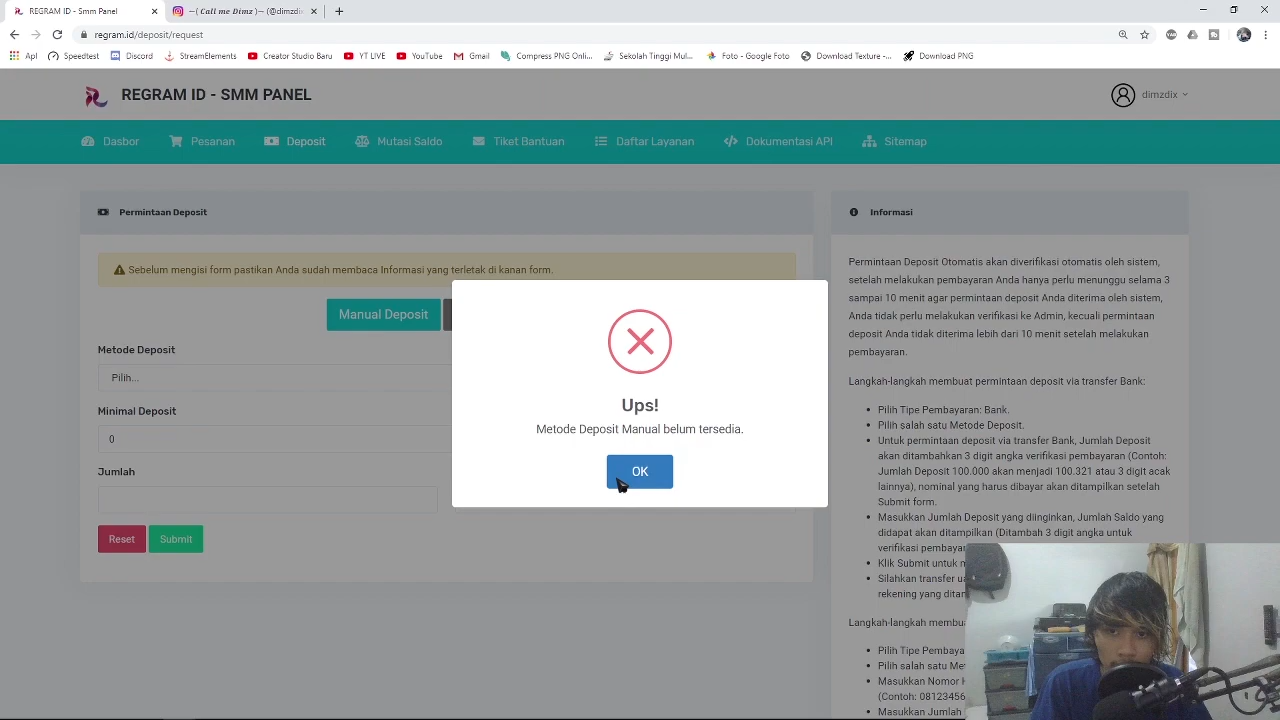 REGRAM ID - SMM Panel
—(𝘾𝙖𝙡𝙡 𝙢𝙚 𝘿𝙞𝙢𝙯 )— (@dimzdix
regram.id/deposit/request
Apl
Speedtest
Discord
StreamElements
Creator Studio Baru
YT LIVE
YouTube
Gmail
Compress PNG Onli...
Sekolah Tinggi Mul...
Foto - Google Foto
Download Texture -...
Download PNG
REGRAM ID - SMM PANEL
dimzdix
Dasbor
Pesanan
Deposit
Mutasi Saldo
Tiket Bantuan
Daftar Layanan
Dokumentasi API
Sitemap
Permintaan Deposit
Sebelum mengisi form pastikan Anda sudah membaca Informasi yang terletak di kanan form.
Manual Deposit
Metode Deposit
Pilih...
Minimal Deposit
0
Jumlah
Reset
Submit
Ups!
Metode Deposit Manual belum tersedia.
OK
Informasi
Permintaan Deposit Otomatis akan diverifikasi otomatis oleh sistem,
setelah melakukan pembayaran Anda hanya perlu menunggu selama 3
sampai 10 menit agar permintaan deposit Anda diterima oleh sistem,
Anda tidak perlu melakukan verifikasi ke Admin, kecuali permintaan
deposit Anda tidak diterima lebih dari 10 menit setelah melakukan
pembayaran.
Langkah-langkah membuat permintaan deposit via transfer Bank:
Pilih Tipe Pembayaran: Bank.
Pilih salah satu Metode Deposit.
Untuk permintaan deposit via transfer Bank, Jumlah Deposit
akan ditambahkan 3 digit angka verifikasi pembayaran (Contoh:
Jumlah Deposit 100.000 akan menjadi 100.321 atau 3 digit acak
lainnya), nominal yang harus dibayar akan ditampilkan setelah
Submit form.
Masukkan Jumlah Deposit yang diinginkan, Jumlah Saldo yang
didapat akan ditampilkan (Ditambah 3 digit angka untuk
verifikasi pembayar
Klik Submit untuk m
Silahkan transfer ua
rekening yang ditam
Langkah-langkah membua
Pilih Tipe Pembaya
Pilih salah satu Met
Masukkan Nomor H
(Contoh: 08123456
Masukkan Jumlah